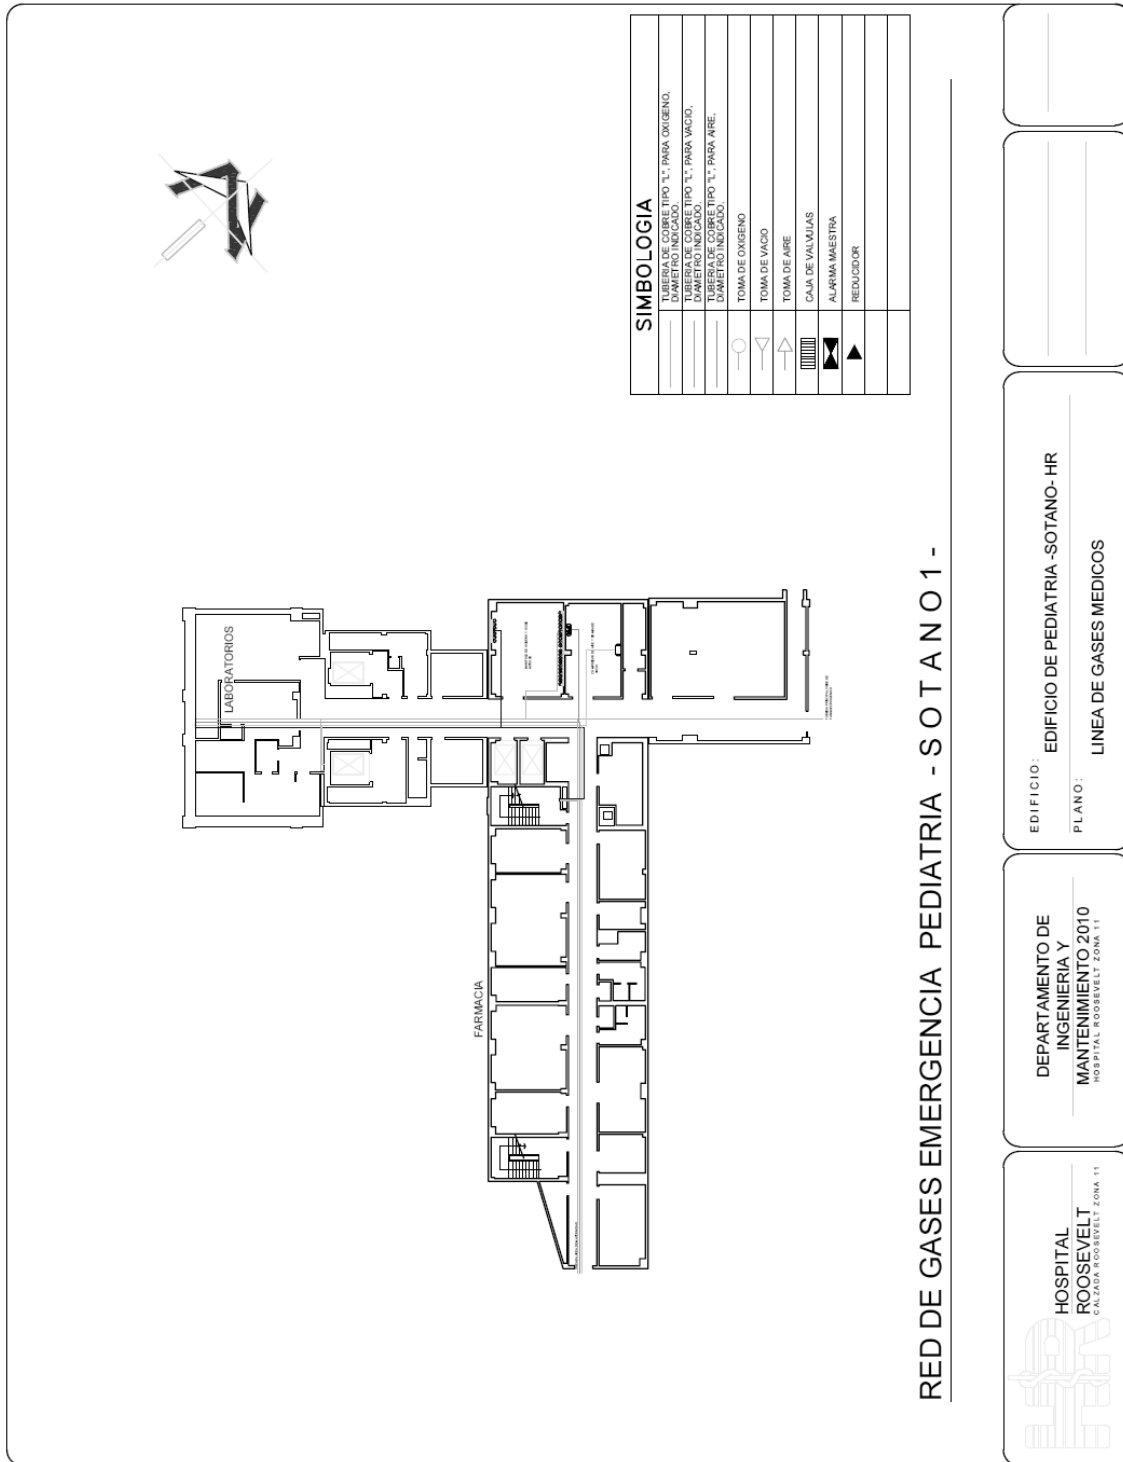 LABORATORIOS
FARMACIA
SIMBOLOGIA
TUBERIA DE COBRE TIPO "L", PARA OXIGENO,
DIAMETRO INDICADO.
TUBERIA DE COBRE TIPO "L", PARA VACIO,
DIAMETRO INDICADO.
TUBERIA DE COBRE TIPO "L", PARA AIRE,
DIAMETRO INDICADO.
TOMA DE OXIGENO
TOMA DE VACIO
TOMA DE AIRE
CAJA DE VALVULAS
ALARMA MAESTRA
REDUCIDOR
RED DE GASES EMERGENCIA PEDIATRIA - S O T A N O 1 -
HR
HOSPITAL
ROOSEVELT
CALZADA ROOSEVELT ZONA 11
DEPARTAMENTO DE
INGENIERIA Y
MANTENIMIENTO 2010
HOSPITAL ROOSEVELT ZONA 11
EDIFICIO:
EDIFICIO DE PEDIATRIA -SOTANO- HR
PLANO:
LINEA DE GASES MEDICOS